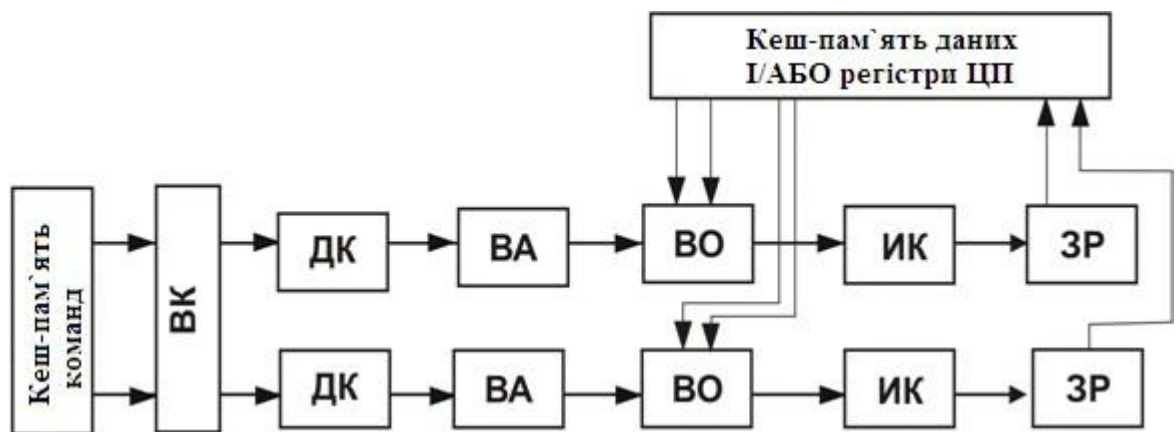 Кеш-пам`ять даних
І/АБО регістри ЦП
Кеш-пам`ять
команд
ВК
ДК
ВА
ВО
ИК
ЗР
ДК
ВА
ВО
ИК
ЗР